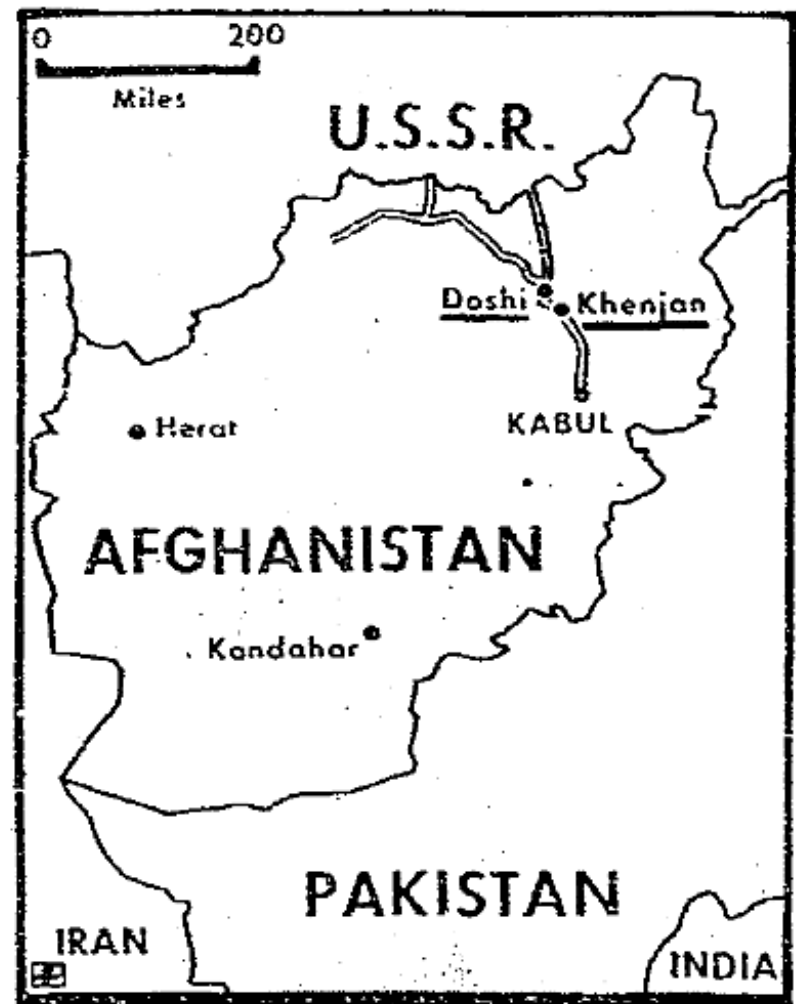 0 200
Miles
U.S.S.R.
Doshi
Khenjan
Herat
KABUL
AFGHANISTAN
Kandahar
PAKISTAN
IRAN
INDIA